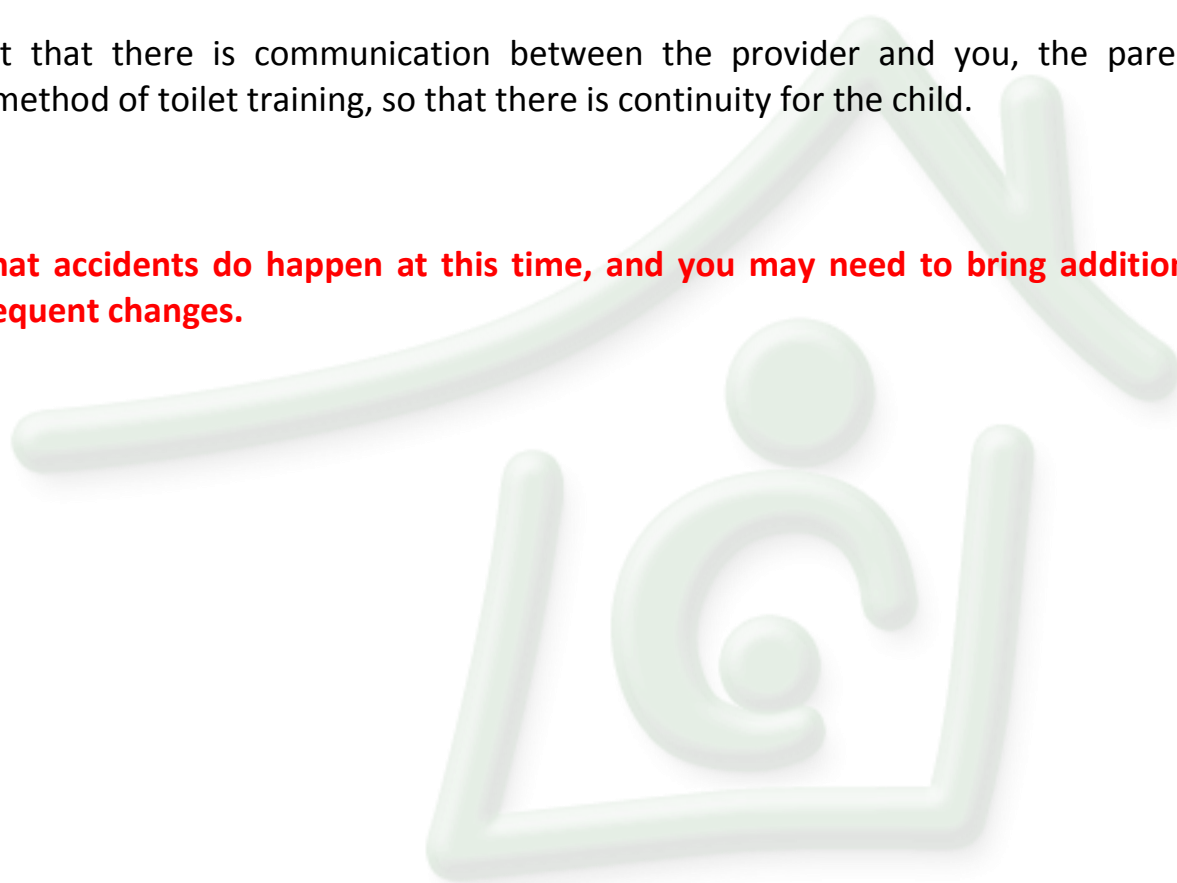 t that there is communication between the provider and you, the pare
method of toilet training, so that there is continuity for the child.
hat accidents do happen at this time, and you may need to bring addition
equent changes.